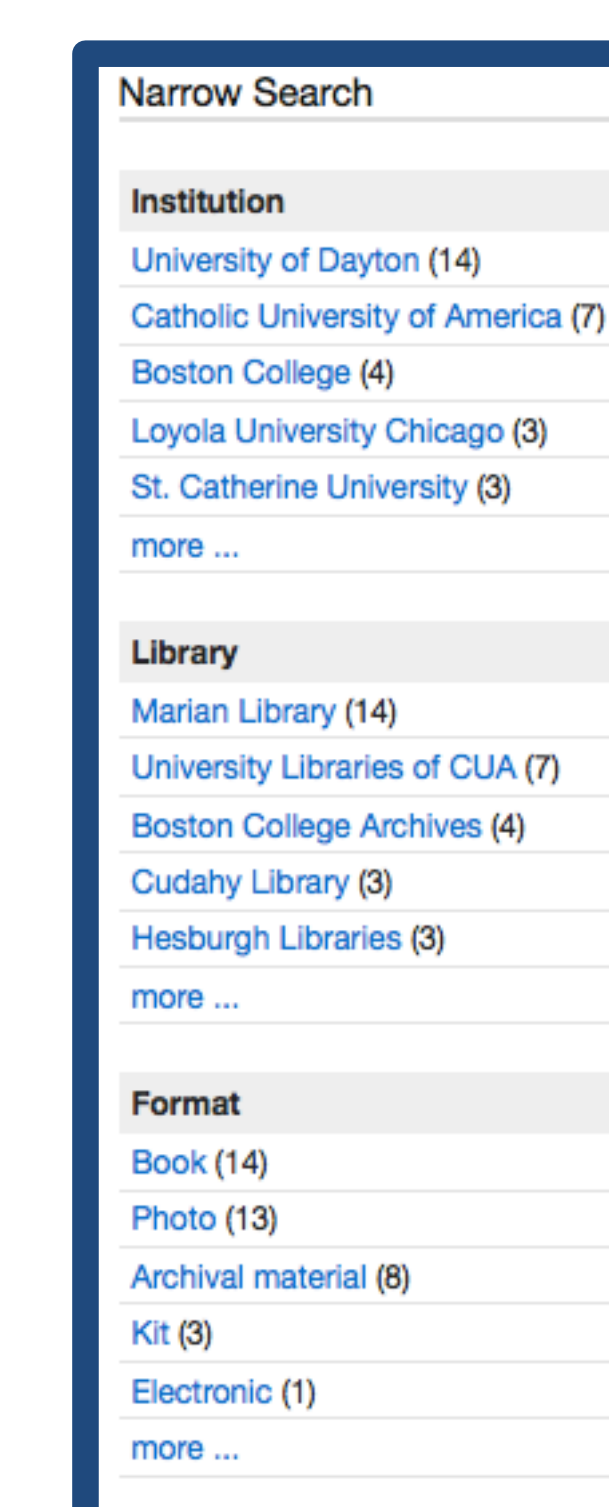 Narrow Search
Institution
University of Dayton (14)
Catholic University of America (7)
Boston College (4)
Loyola University Chicago (3)
St. Catherine University (3)
more ...
Library
Marian Library (14)
University Libraries of CUA (7)
Boston College Archives (4)
Cudahy Library (3)
Hesburgh Libraries (3)
more ...
Format
Book (14)
Photo (13)
Archival material (8)
Kit (3)
Electronic (1)
more ...